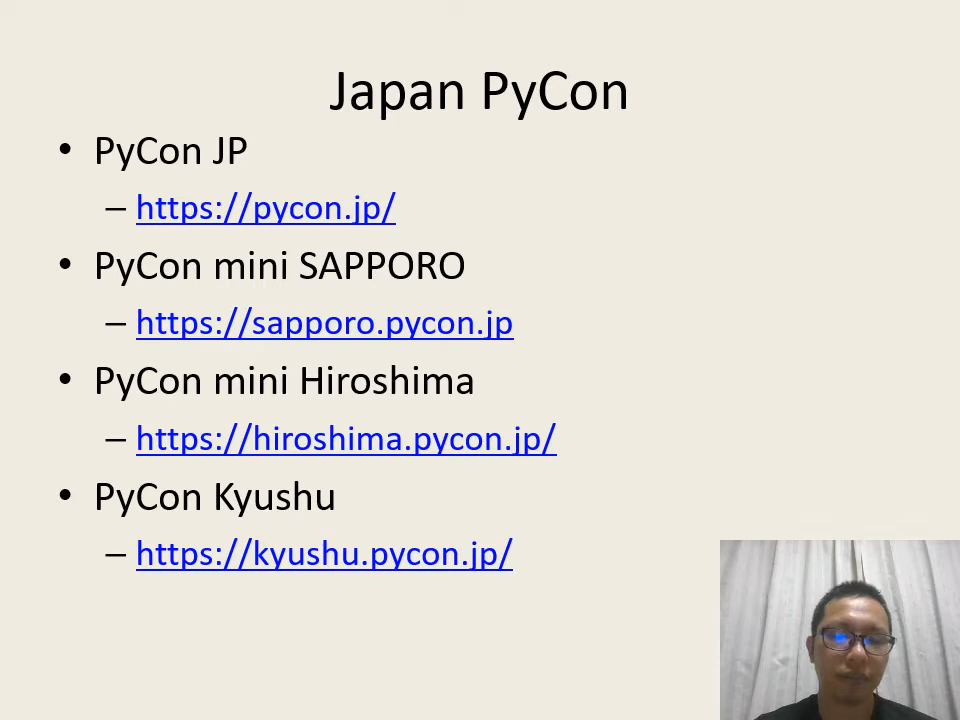 Japan PyCon
• PyCon JP
– https://pycon.jp/
• PyCon mini SAPPORO
– https://sapporo.pycon.jp
• PyCon mini Hiroshima
– https://hiroshima.pycon.jp/
• PyCon Kyushu
– https://kyushu.pycon.jp/